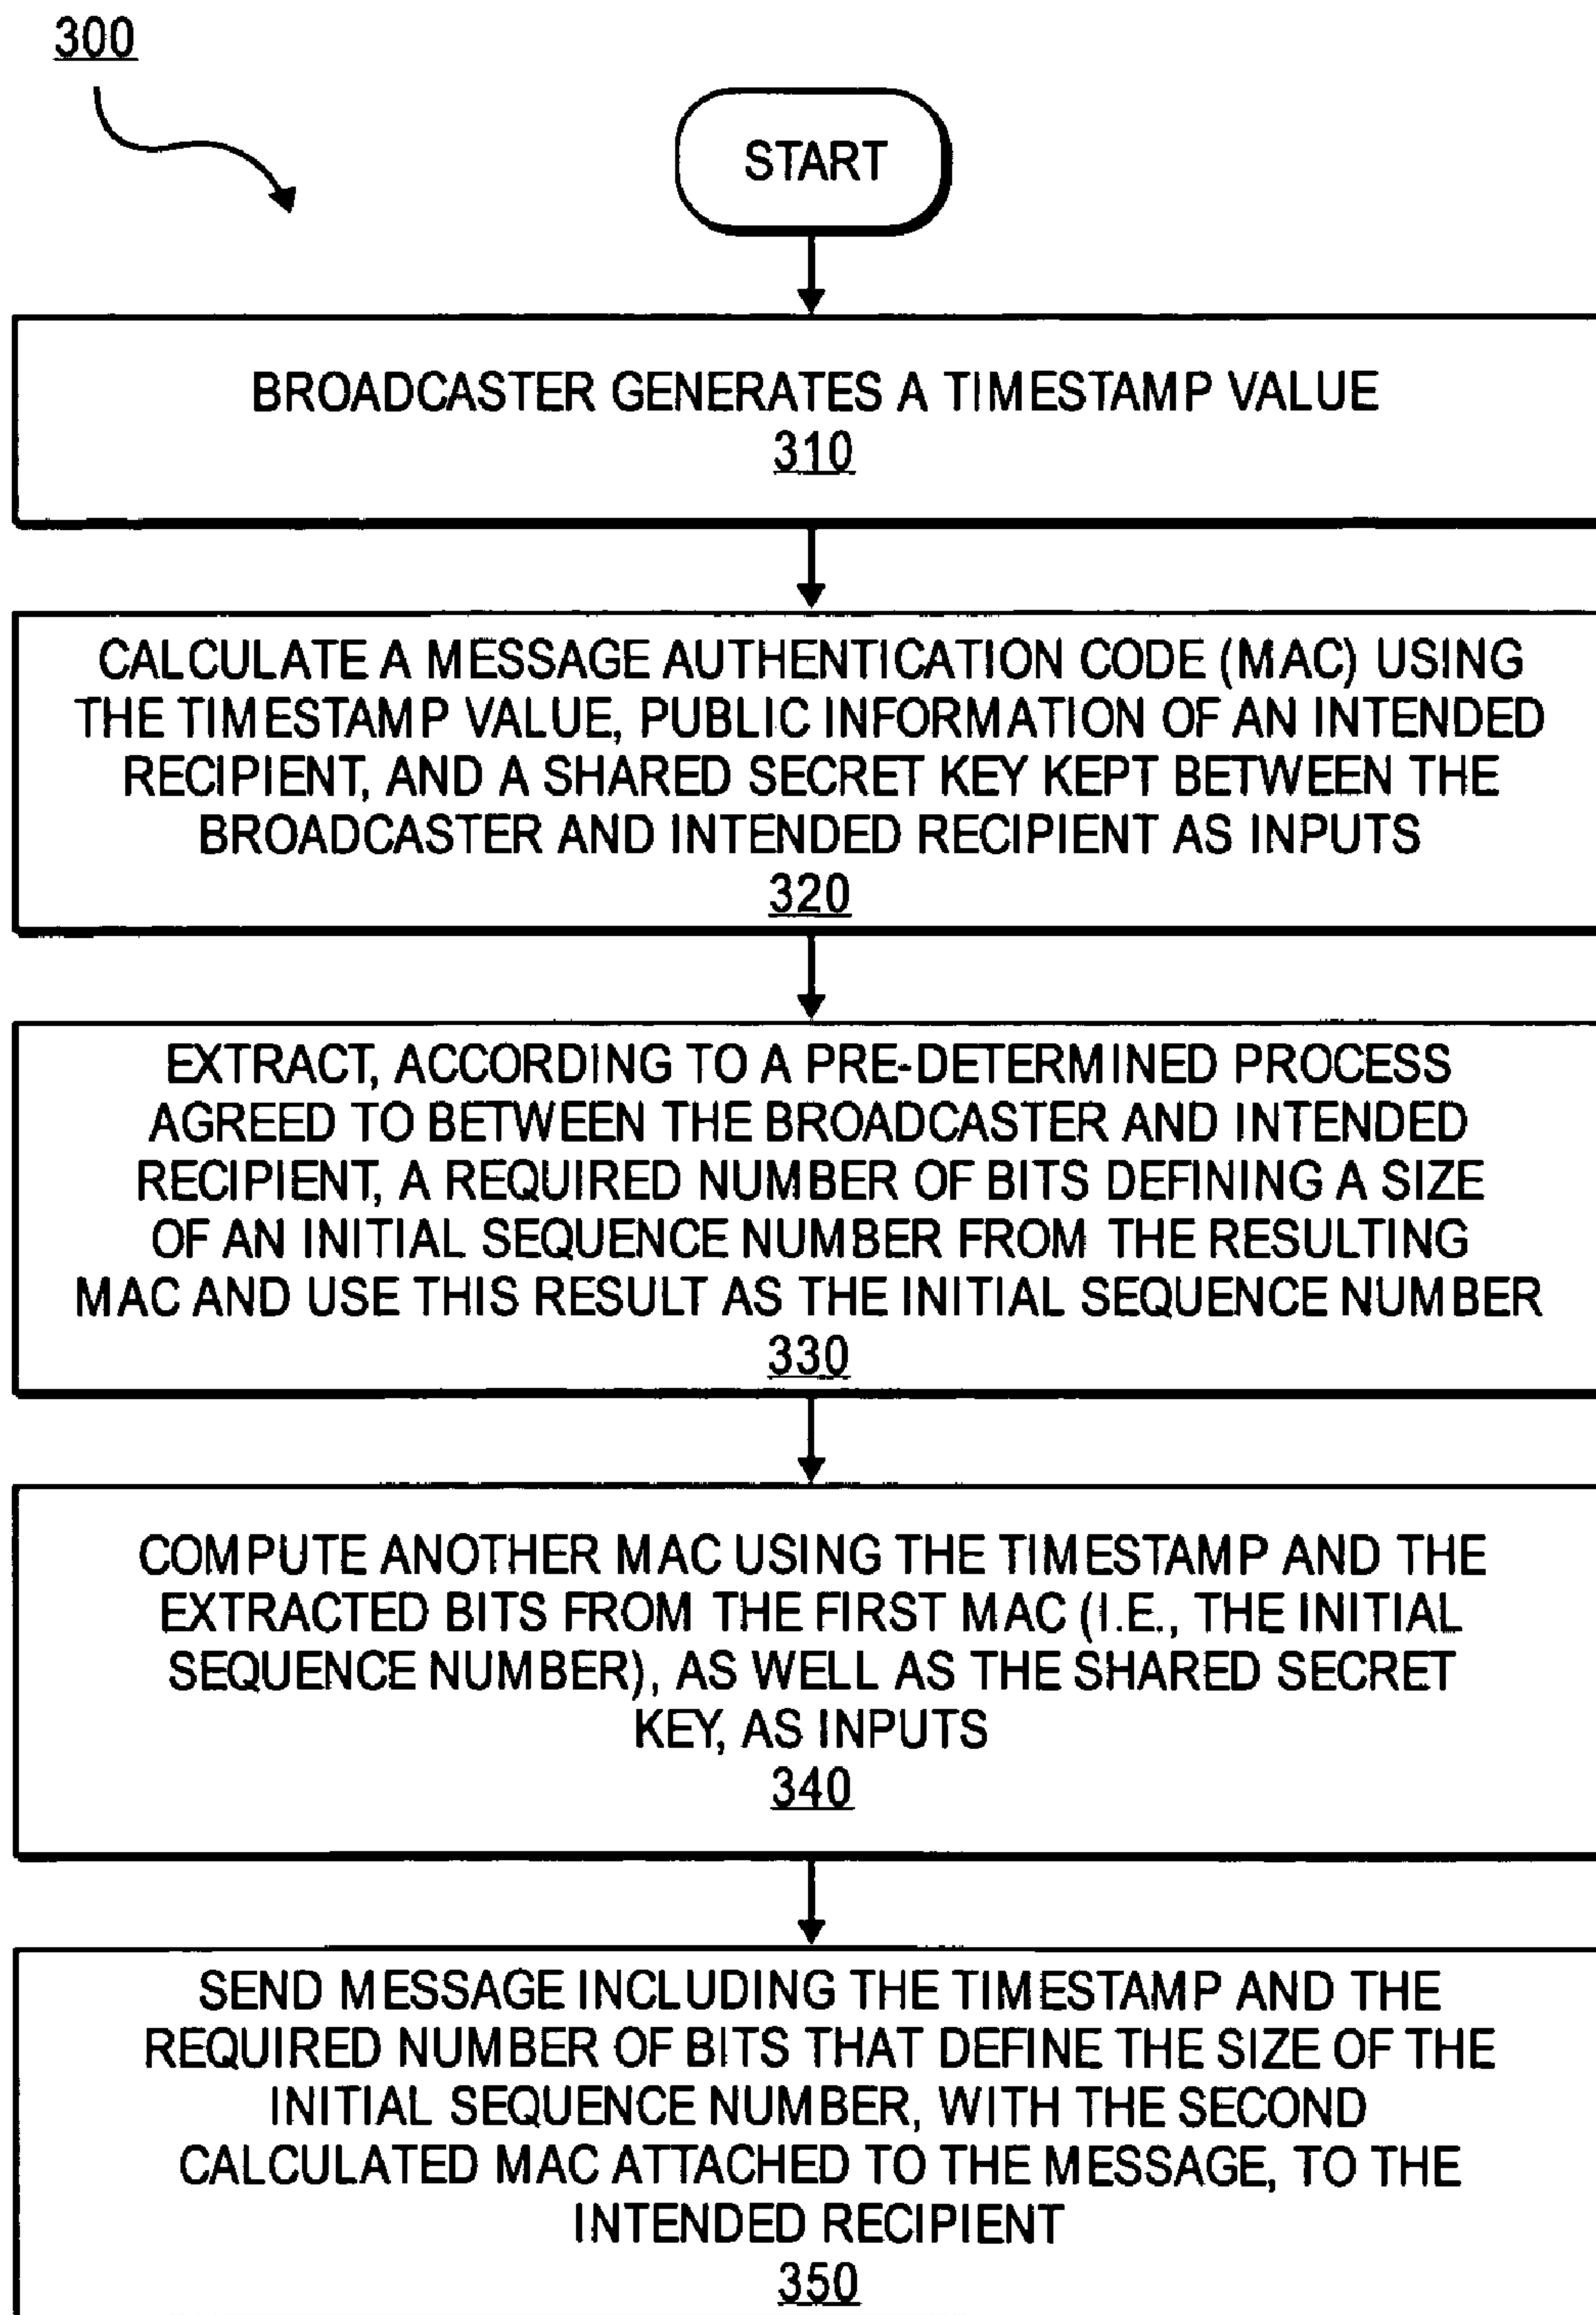 300
START
BROADCASTER GENERATES A TIMESTAMP VALUE
310
CALCULATE A MESSAGE AUTHENTICATION CODE (MAC) USING
THE TIMESTAMP VALUE, PUBLIC INFORMATION OF AN INTENDED
RECIPIENT, AND A SHARED SECRET KEY KEPT BETWEEN THE
BROADCASTER AND INTENDED RECIPIENT AS INPUTS
320
EXTRACT, ACCORDING TO A PRE-DETERMINED PROCESS
AGREED TO BETWEEN THE BROADCASTER AND INTENDED
RECIPIENT, A REQUIRED NUMBER OF BITS DEFINING A SIZE
OF AN INITIAL SEQUENCE NUMBER FROM THE RESULTING
MAC AND USE THIS RESULT AS THE INITIAL SEQUENCE NUMBER
330
COMPUTE ANOTHER MAC USING THE TIMESTAMP AND THE
EXTRACTED BITS FROM THE FIRST MAC (I.E., THE INITIAL
SEQUENCE NUMBER), AS WELL AS THE SHARED SECRET
KEY, AS INPUTS
340
SEND MESSAGE INCLUDING THE TIMESTAMP AND THE
REQUIRED NUMBER OF BITS THAT DEFINE THE SIZE OF THE
INITIAL SEQUENCE NUMBER, WITH THE SECOND
CALCULATED MAC ATTACHED TO THE MESSAGE, TO THE
INTENDED RECIPIENT
350